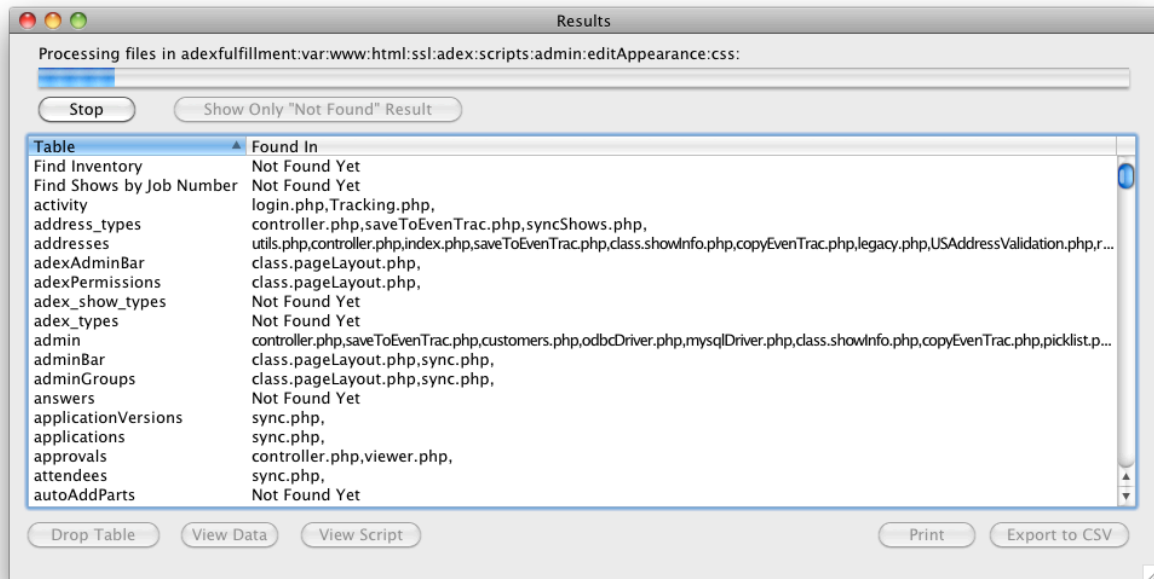 Results
Processing files in adexfulfillment:var:www:html:ssl:adex:scripts:admin:editAppearance:css:
Stop Show Only "Not Found" Result
Table Found In
Find Inventory Not Found Yet
Find Shows by Job Number Not Found Yet
activity login.php,Tracking.php,
address_types controller.php,saveToEvenTrac.php,syncShows.php,
addresses utils.php,controller.php,index.php,saveToEvenTrac.php,class.showInfo.php,copyEvenTrac.php,legacy.php,USAddressValidation.php,r...
adexAdminBar class.pageLayout.php,
adexPermissions class.pageLayout.php,
adex_show_types Not Found Yet
adex_types Not Found Yet
admin controller.php,saveToEvenTrac.php,customers.php,odbcDriver.php,mysqlDriver.php,class.showInfo.php,copyEvenTrac.php,picklist.p...
adminBar class.pageLayout.php,sync.php,
adminGroups class.pageLayout.php,sync.php,
answers Not Found Yet
applicationVersions sync.php,
applications sync.php,
approvals controller.php,viewer.php,
attendees sync.php,
autoAddParts Not Found Yet
Drop Table View Data View Script Print Export to CSV